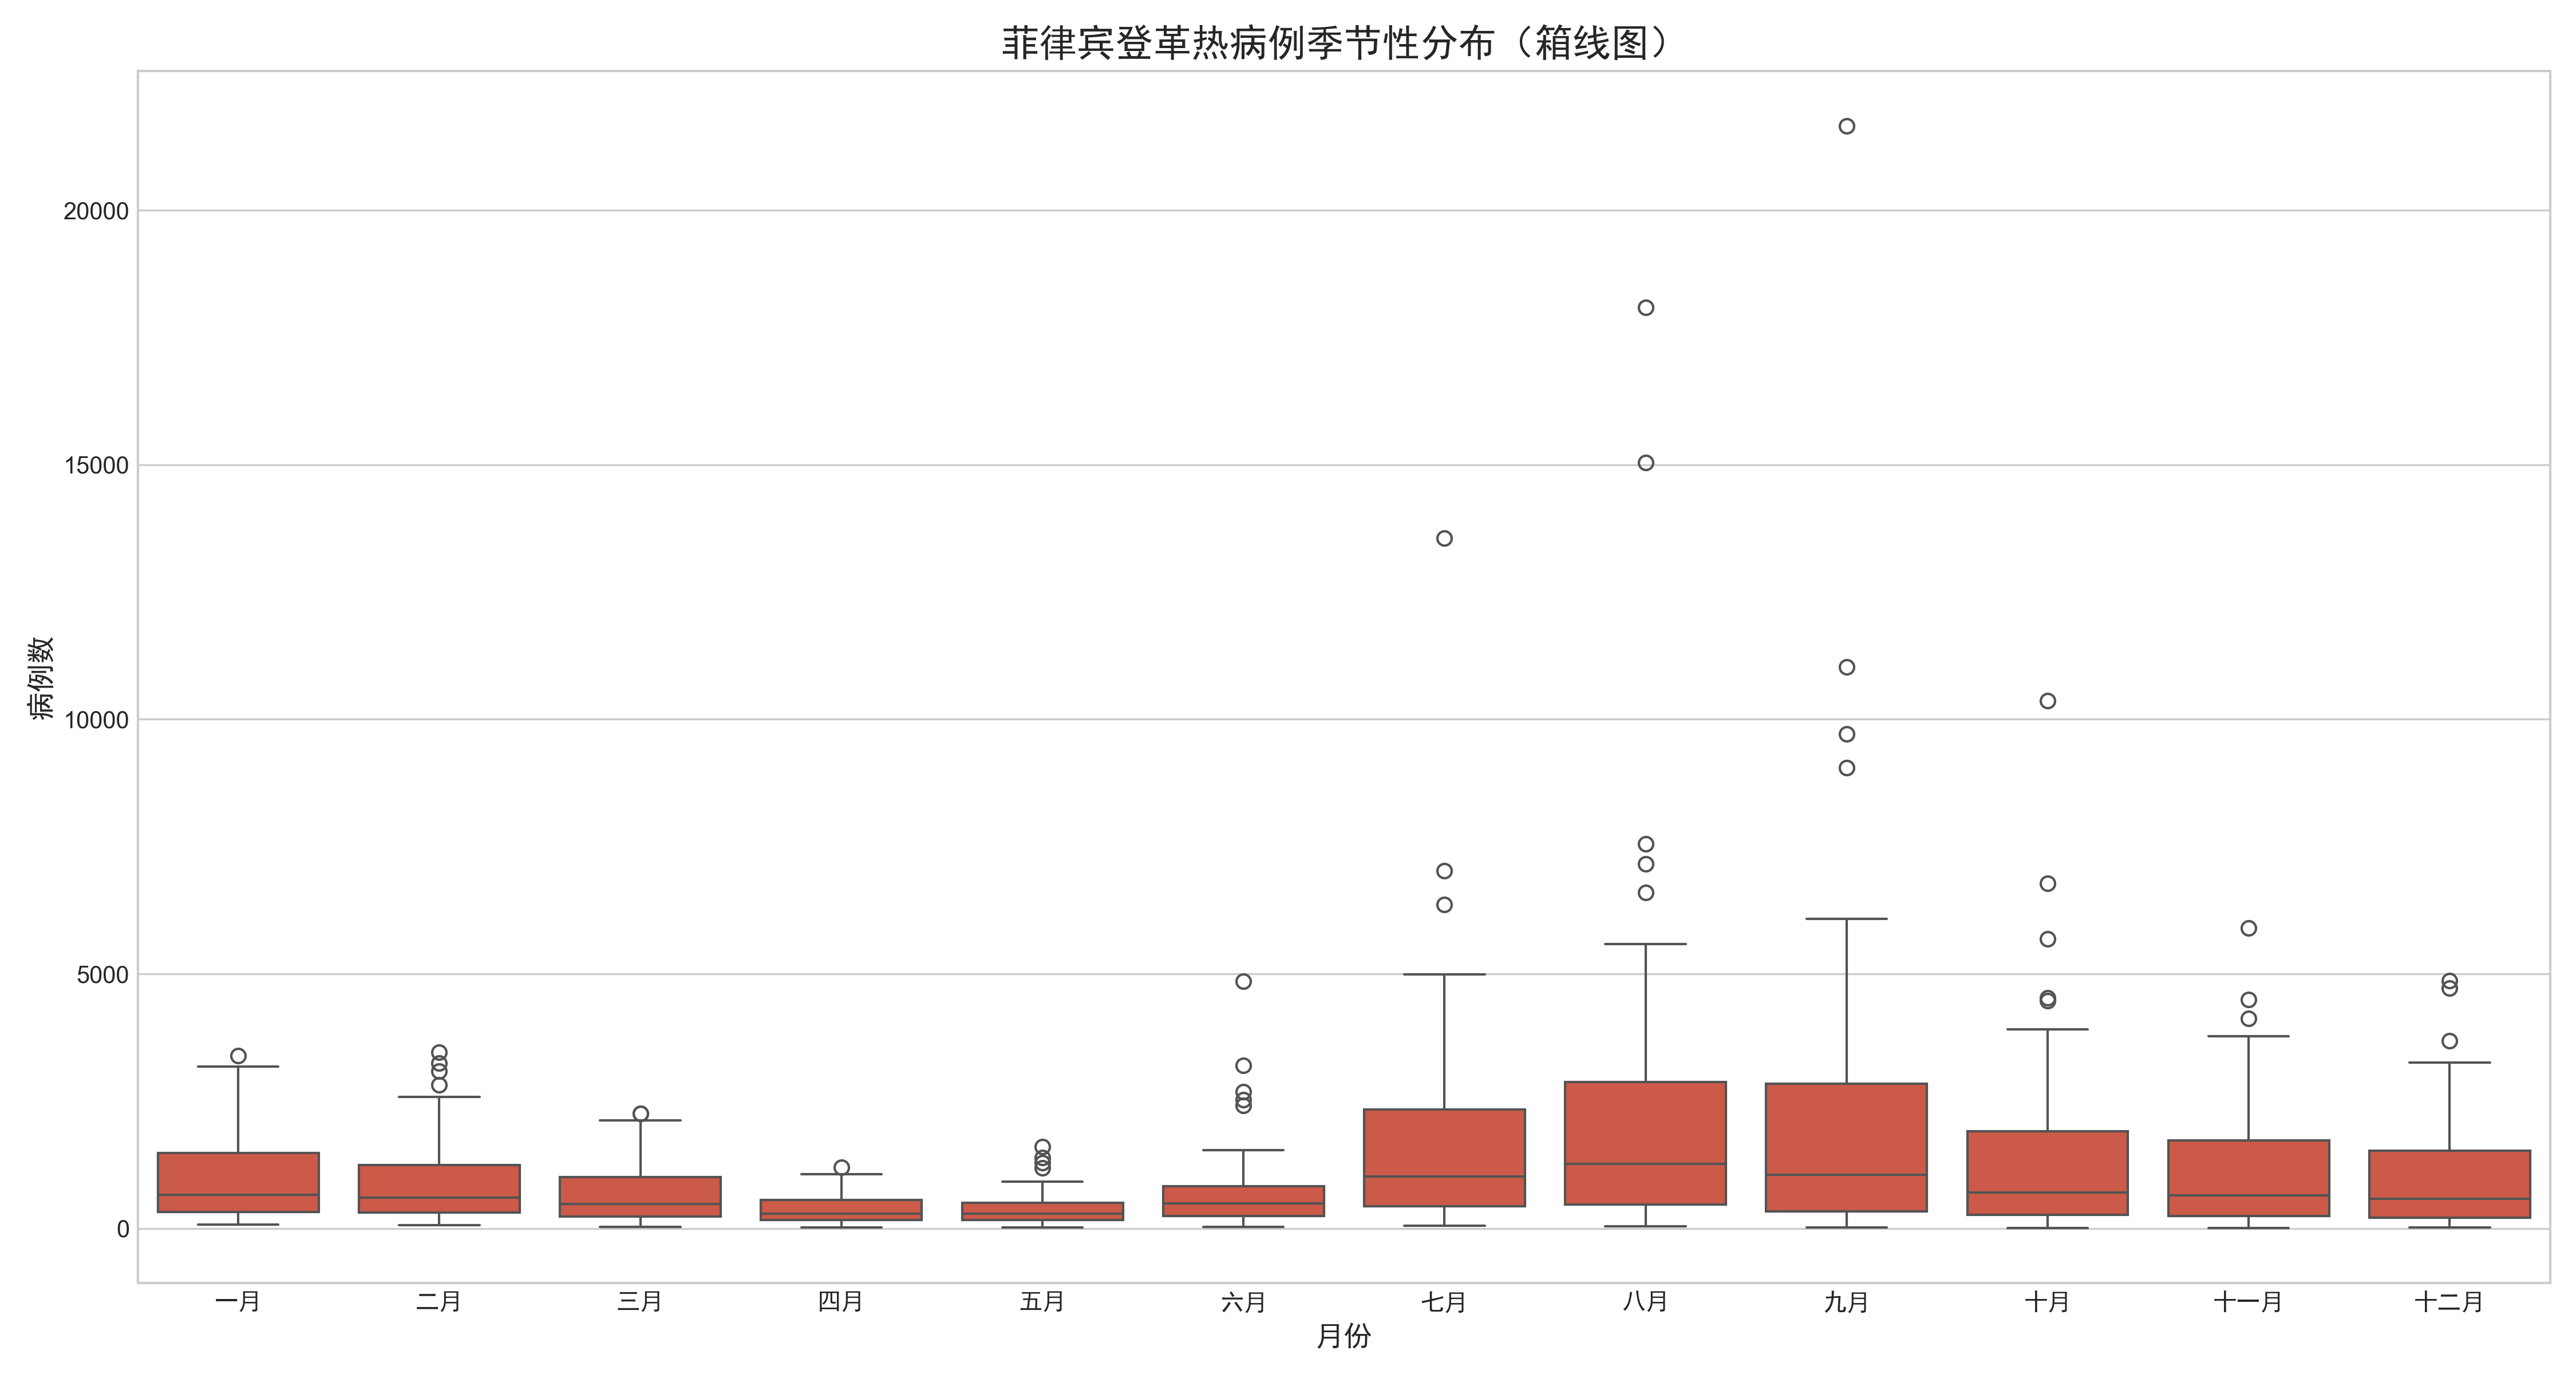 菲律宾登革热病例季节性分布（箱线图）
病例数
20000
15000
10000
5000
0
一月 二月 三月 四月 五月 六月 七月 八月 九月 十月 十一月 十二月
月份